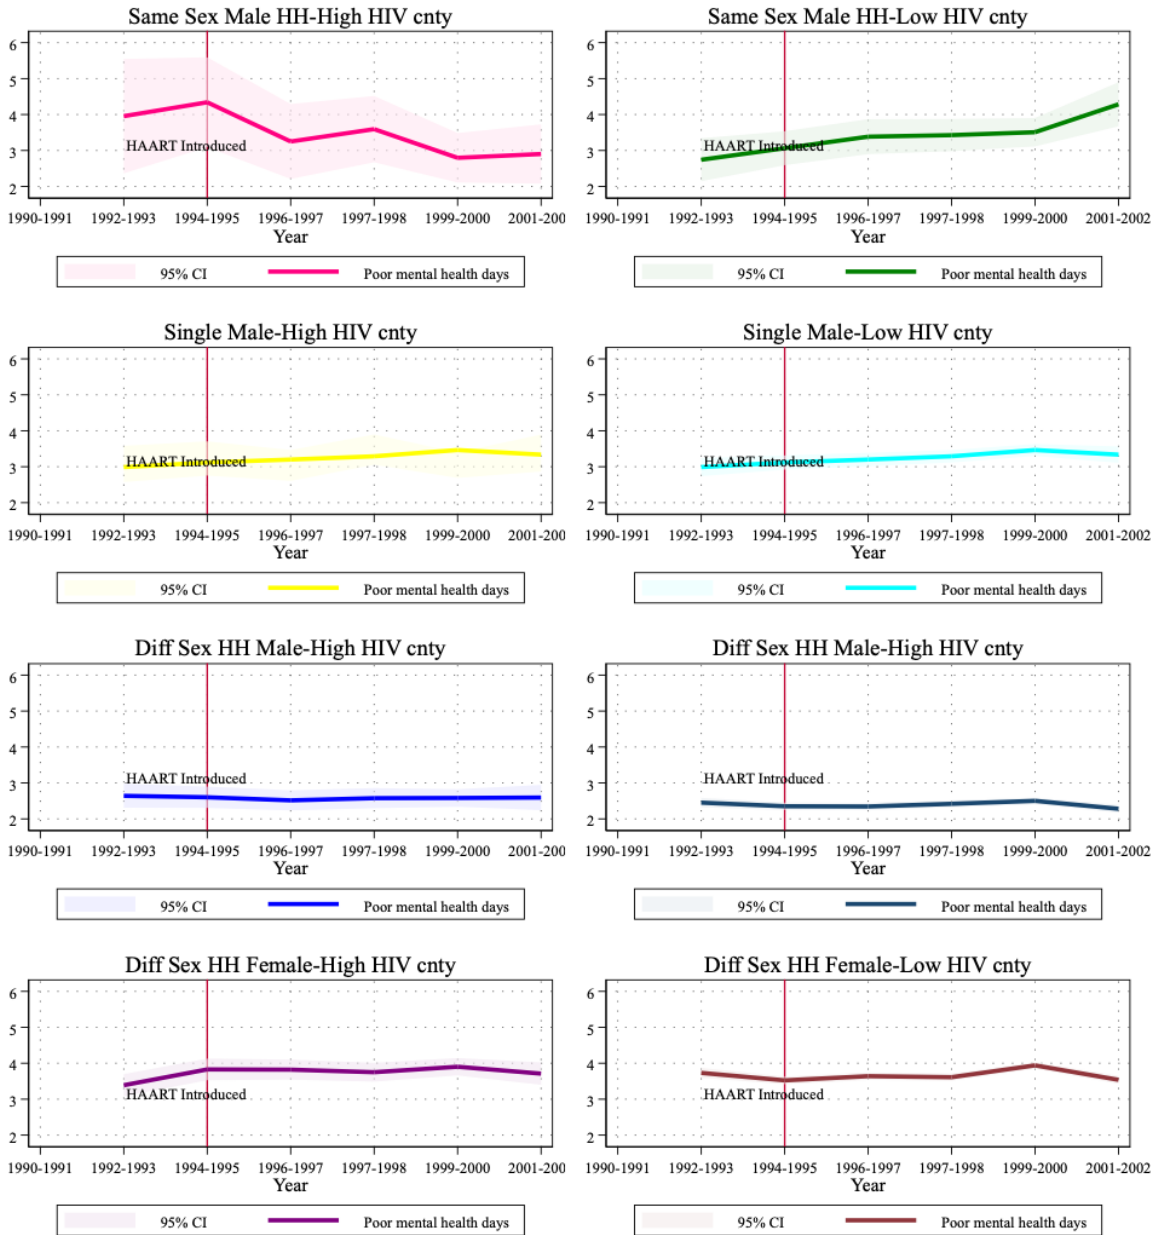 Same Sex Male HH-High HIV cnty
6
5
4
3
2
HAART Introduced
1990-1991 1992-1993 1994-1995 1996-1997 1997-1998 1999-2000 2001-200
Year
95% CI Poor mental health days
Same Sex Male HH-Low HIV cnty
6
5
4
3
2
HAART Introduced
1990-1991 1992-1993 1994-1995 1996-1997 1997-1998 1999-2000 2001-2002
Year
95% CI Poor mental health days
Single Male-High HIV cnty
6
5
4
3
2
HAART Introduced
1990-1991 1992-1993 1994-1995 1996-1997 1997-1998 1999-2000 2001-200
Year
95% CI Poor mental health days
Single Male-Low HIV cnty
6
5
4
3
2
HAART Introduced
1990-1991 1992-1993 1994-1995 1996-1997 1997-1998 1999-2000 2001-2002
Year
95% CI Poor mental health days
Diff Sex HH Male-High HIV cnty
6
5
4
3
2
HAART Introduced
1990-1991 1992-1993 1994-1995 1996-1997 1997-1998 1999-2000 2001-200
Year
95% CI Poor mental health days
Diff Sex HH Male-High HIV cnty
6
5
4
3
2
HAART Introduced
1990-1991 1992-1993 1994-1995 1996-1997 1997-1998 1999-2000 2001-2002
Year
95% CI Poor mental health days
Diff Sex HH Female-High HIV cnty
6
5
4
3
2
HAART Introduced
1990-1991 1992-1993 1994-1995 1996-1997 1997-1998 1999-2000 2001-200
Year
95% CI Poor mental health days
Diff Sex HH Female-Low HIV cnty
6
5
4
3
2
HAART Introduced
1990-1991 1992-1993 1994-1995 1996-1997 1997-1998 1999-2000 2001-2002
Year
95% CI Poor mental health days